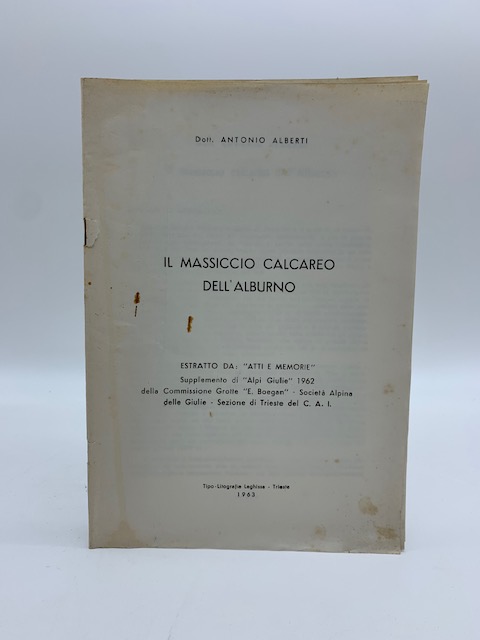 Dott. ANTONIO ALBERTI
IL MASSICCIO CALCAREO
DELL'ALBURNO
ESTRATTO DA: "ATTI E MEMORIE"
Supplemento di "Alpi Giulie" 1962
della Commissione Grotte "E. Boegan" - Società Alpina
delle Giulie - Sezione di Trieste del C. A. I.
Tipo-Litografia Leghissa - Trieste
1963